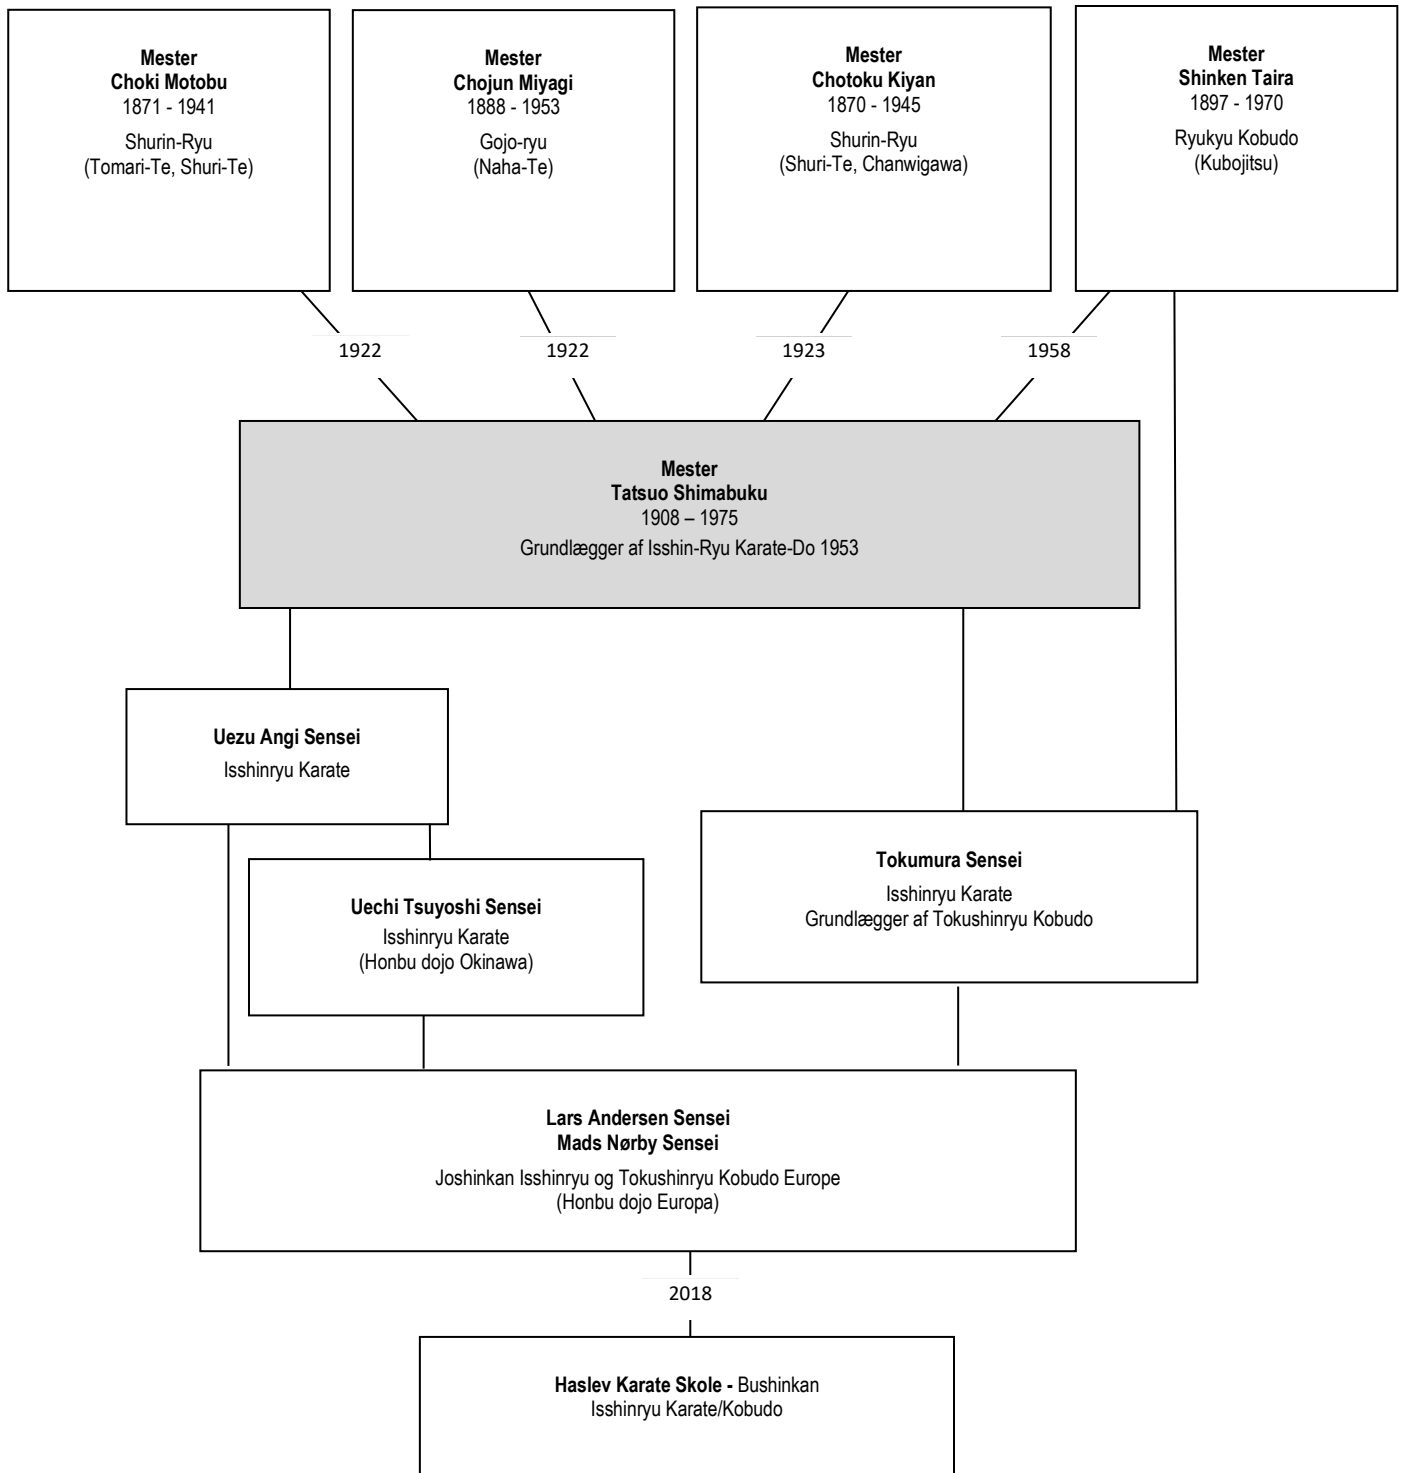 Mester
Choki Motobu
1871 - 1941
Shurin-Ryu
(Tomari-Te, Shuri-Te)
Mester
Chojun Miyagi
1888 - 1953
Gojo-ryu
(Naha-Te)
Mester
Chotoku Kiyan
1870 - 1945
Shurin-Ryu
(Shuri-Te, Chanwigawa)
Mester
Shinken Taira
1897 - 1970
Ryukyu Kobudo
(Kubojitsu)
1922
1922
1923
1958
Mester
Tatsuo Shimabuku
1908 – 1975
Grundlægger af Isshin-Ryu Karate-Do 1953
Uezu Angi Sensei
Isshinryu Karate
Uechi Tsuyoshi Sensei
Isshinryu Karate
(Honbu dojo Okinawa)
Tokumura Sensei
Isshinryu Karate
Grundlægger af Tokushinryu Kobudo
Lars Andersen Sensei
Mads Nørby Sensei
Joshinkan Isshinryu og Tokushinryu Kobudo Europe
(Honbu dojo Europa)
2018
Haslev Karate Skole - Bushinkan
Isshinryu Karate/Kobudo